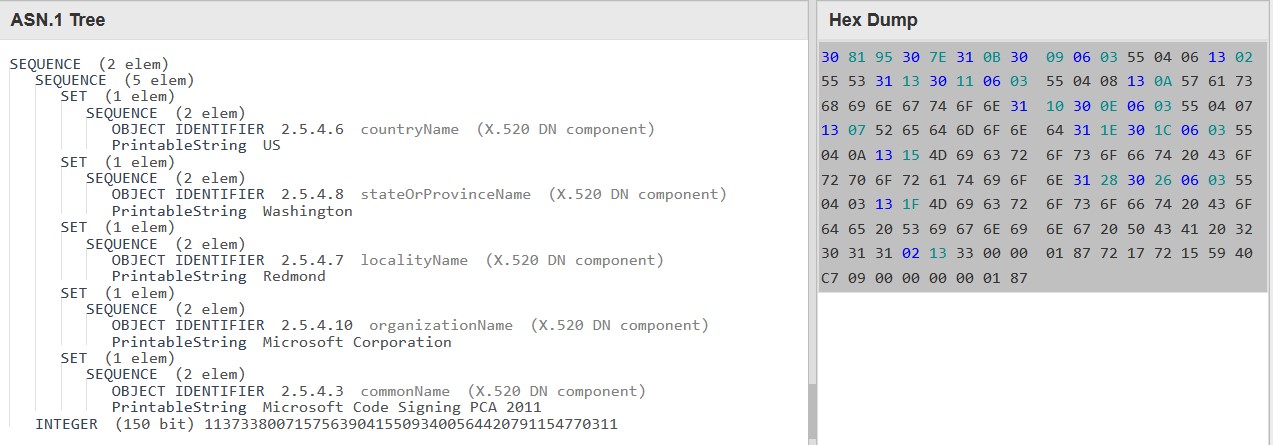 ASN.1 Tree
SEQUENCE (2 elem)
SEQUENCE (5 elem)
SET (1 elem)
SEQUENCE (2 elem)
OBJECT IDENTIFIER 2.5.4.6 countryName (X.520 DN component)
PrintableString US
SET (1 elem)
SEQUENCE (2 elem)
OBJECT IDENTIFIER 2.5.4.8 stateOrProvinceName (X.520 DN component)
PrintableString Washington
SET (1 elem)
SEQUENCE (2 elem)
OBJECT IDENTIFIER 2.5.4.7 localityName (X.520 DN component)
PrintableString Redmond
SET (1 elem)
SEQUENCE (2 elem)
OBJECT IDENTIFIER 2.5.4.10 organizationName (X.520 DN component)
PrintableString Microsoft Corporation
SET (1 elem)
SEQUENCE (2 elem)
OBJECT IDENTIFIER 2.5.4.3 commonName (X.520 DN component)
PrintableString Microsoft Code Signing PCA 2011
INTEGER (150 bit) 1137338007157563904155093400564420791154770311
Hex Dump
30 81 95 30 7E 31 0B 30 09 06 03 55 04 06 13 02
55 53 31 13 30 11 06 03 55 04 08 13 0A 57 61 73
68 69 6E 67 74 6F 6E 31 10 30 0E 06 03 55 04 07
13 07 52 65 64 6D 6F 6E 64 31 1E 30 1C 06 03 55
04 0A 13 15 4D 69 63 72 6F 73 6F 66 74 20 43 6F
72 70 6F 72 61 74 69 6F 6E 31 28 30 26 06 03 55
04 03 13 1F 4D 69 63 72 6F 73 6F 66 74 20 43 6F
64 65 20 53 69 67 6E 69 6E 67 20 50 43 41 20 32
30 31 31 02 13 33 00 00 01 87 72 17 72 15 59 40
C7 09 00 00 00 00 01 87